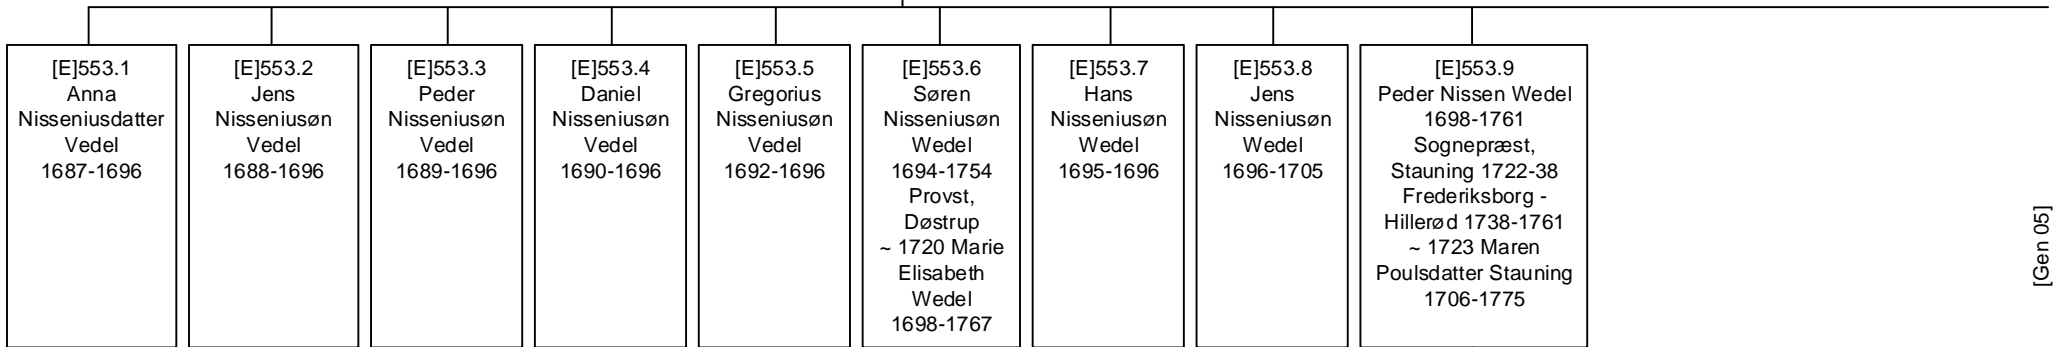 [E]553.1
Anna
Nisseniusdatter
Vedel
1687-1696
[E]553.2
Jens
Nisseniusøn
Vedel
1688-1696
[E]553.3
Peder
Nisseniusøn
Vedel
1689-1696
[E]553.4
Daniel
Nisseniusøn
Vedel
1690-1696
[E]553.5
Gregorius
Nisseniusøn
Vedel
1692-1696
[E]553.6
Søren
Nisseniusøn
Wedel
1694-1754
Provst,
Døstrup
~ 1720 Marie
Elisabeth
Wedel
1698-1767
[E]553.7
Hans
Nisseniusøn
Wedel
1695-1696
[E]553.8
Jens
Nisseniusøn
Wedel
1696-1705
[E]553.9
Peder Nissen Wedel
1698-1761
Sognepræst,
Stauning 1722-38
Frederiksborg -
Hillerød 1738-1761
~ 1723 Maren
Poulsdatter Stauning
1706-1775
[Gen 05]